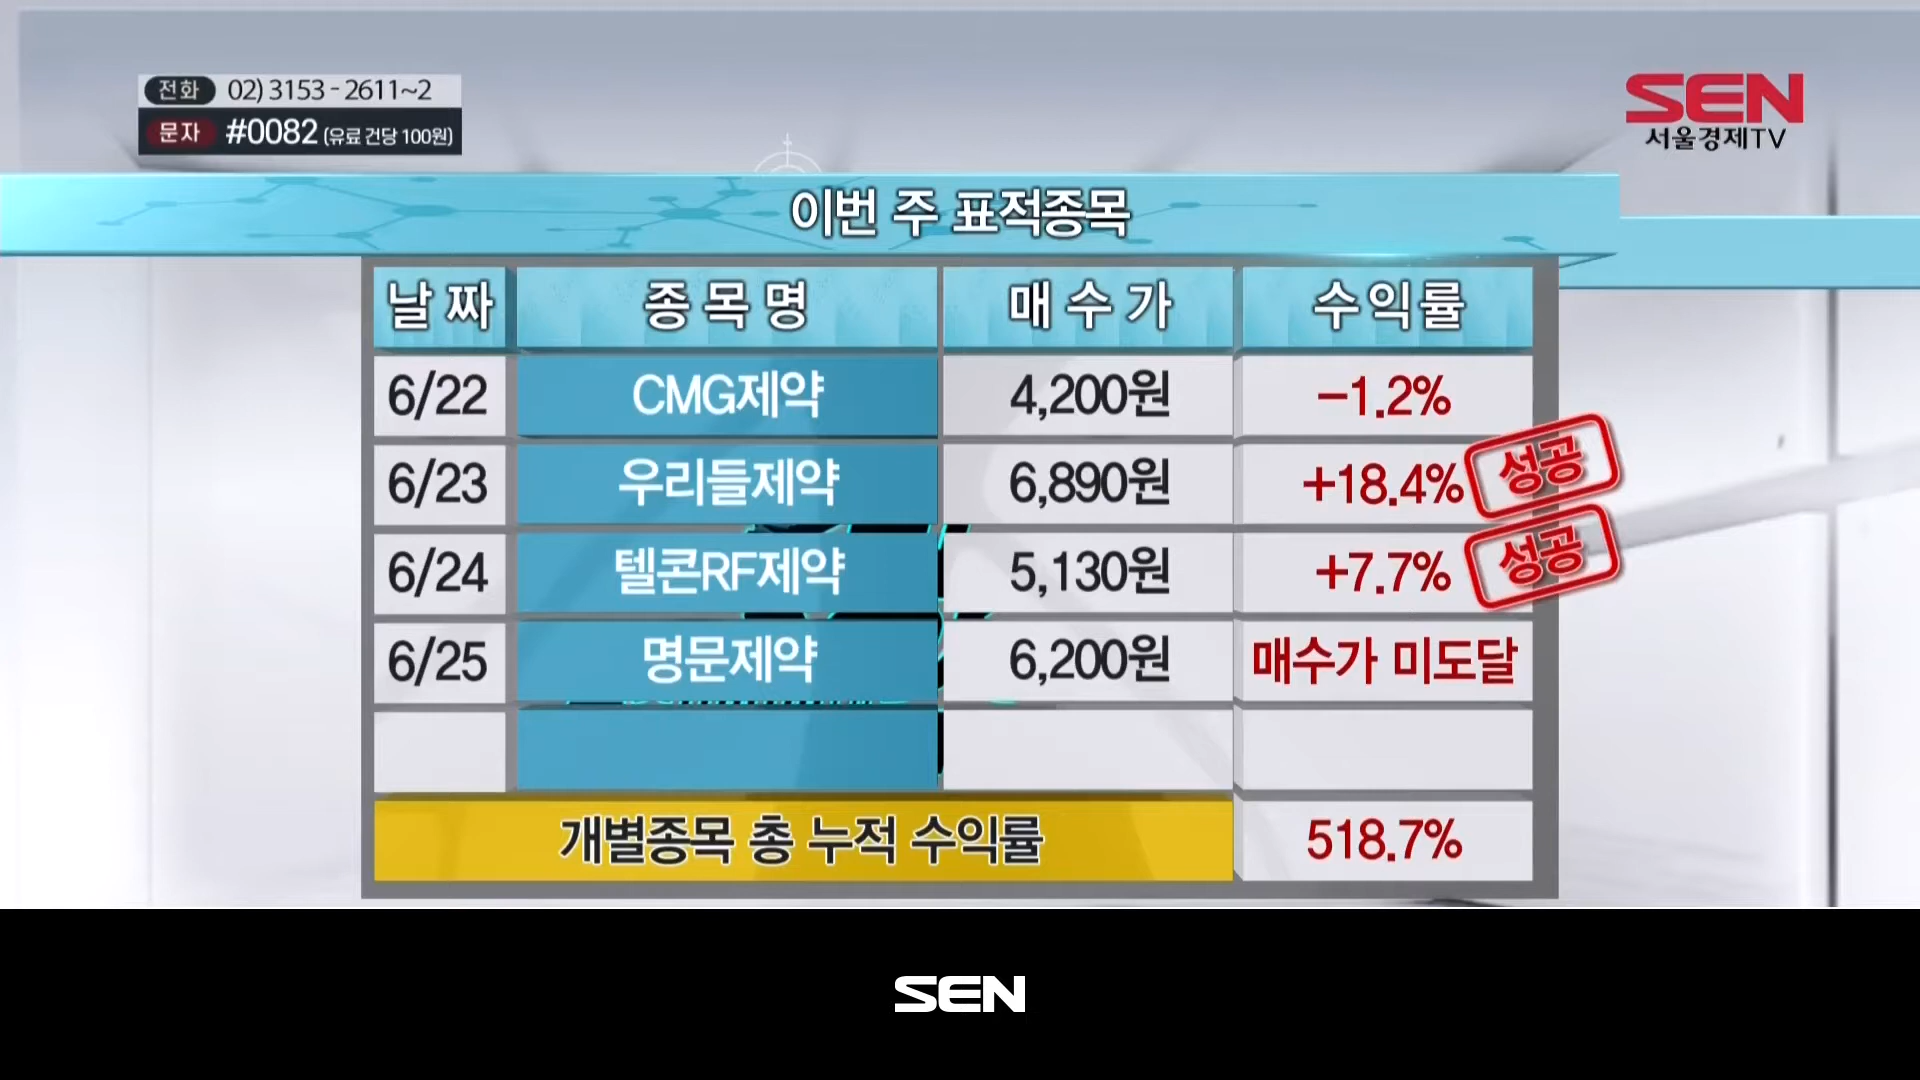 전화 02) 3153 - 2611~2
문자 #0082 (유료 건당 100원)
SEN
서울경제TV
이번 주 표적종목
날짜 종목명 매수가 수익률
6/22 CMG제약 4,200원 -1.2%
6/23 우리들제약 6,890원 +18.4% 성공
6/24 텔콘RF제약 5,130원 +7.7% 성공
6/25 명문제약 6,200원 매수가 미도달
개별종목 총 누적 수익률 518.7%
SEN